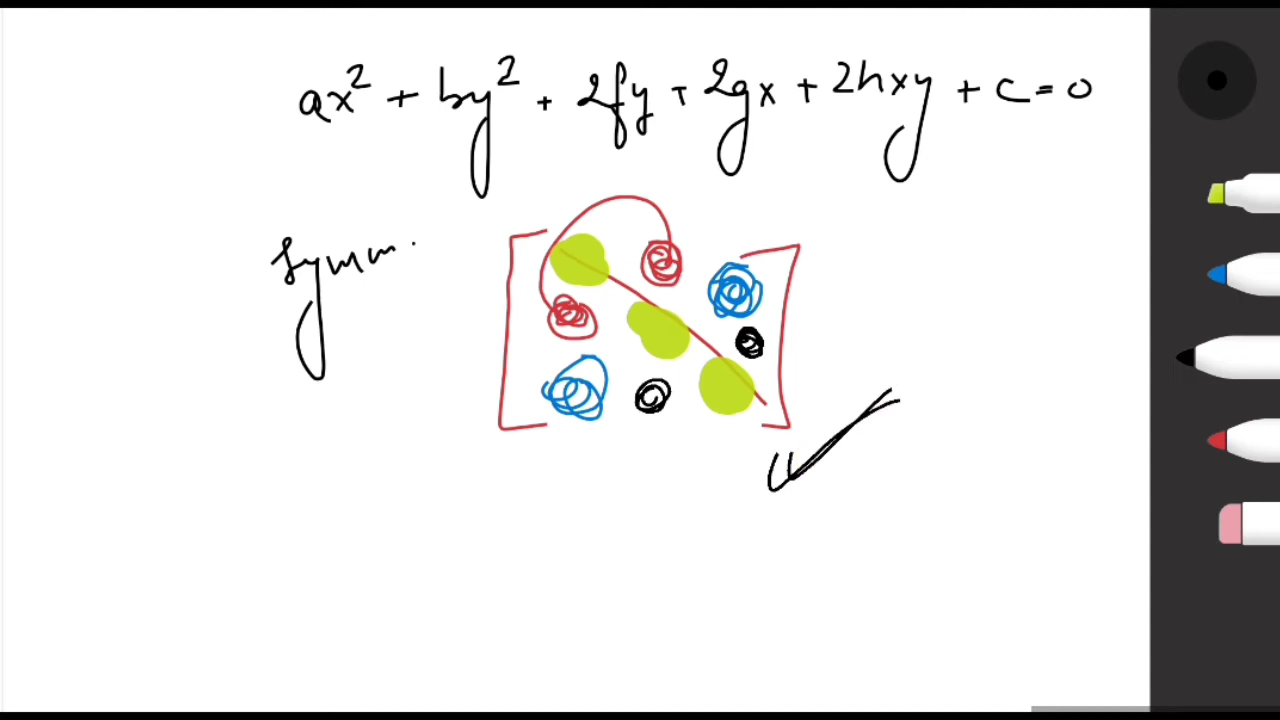 ax² + by² + 2fy + 2gx + 2hxy + c = 0
Symm.